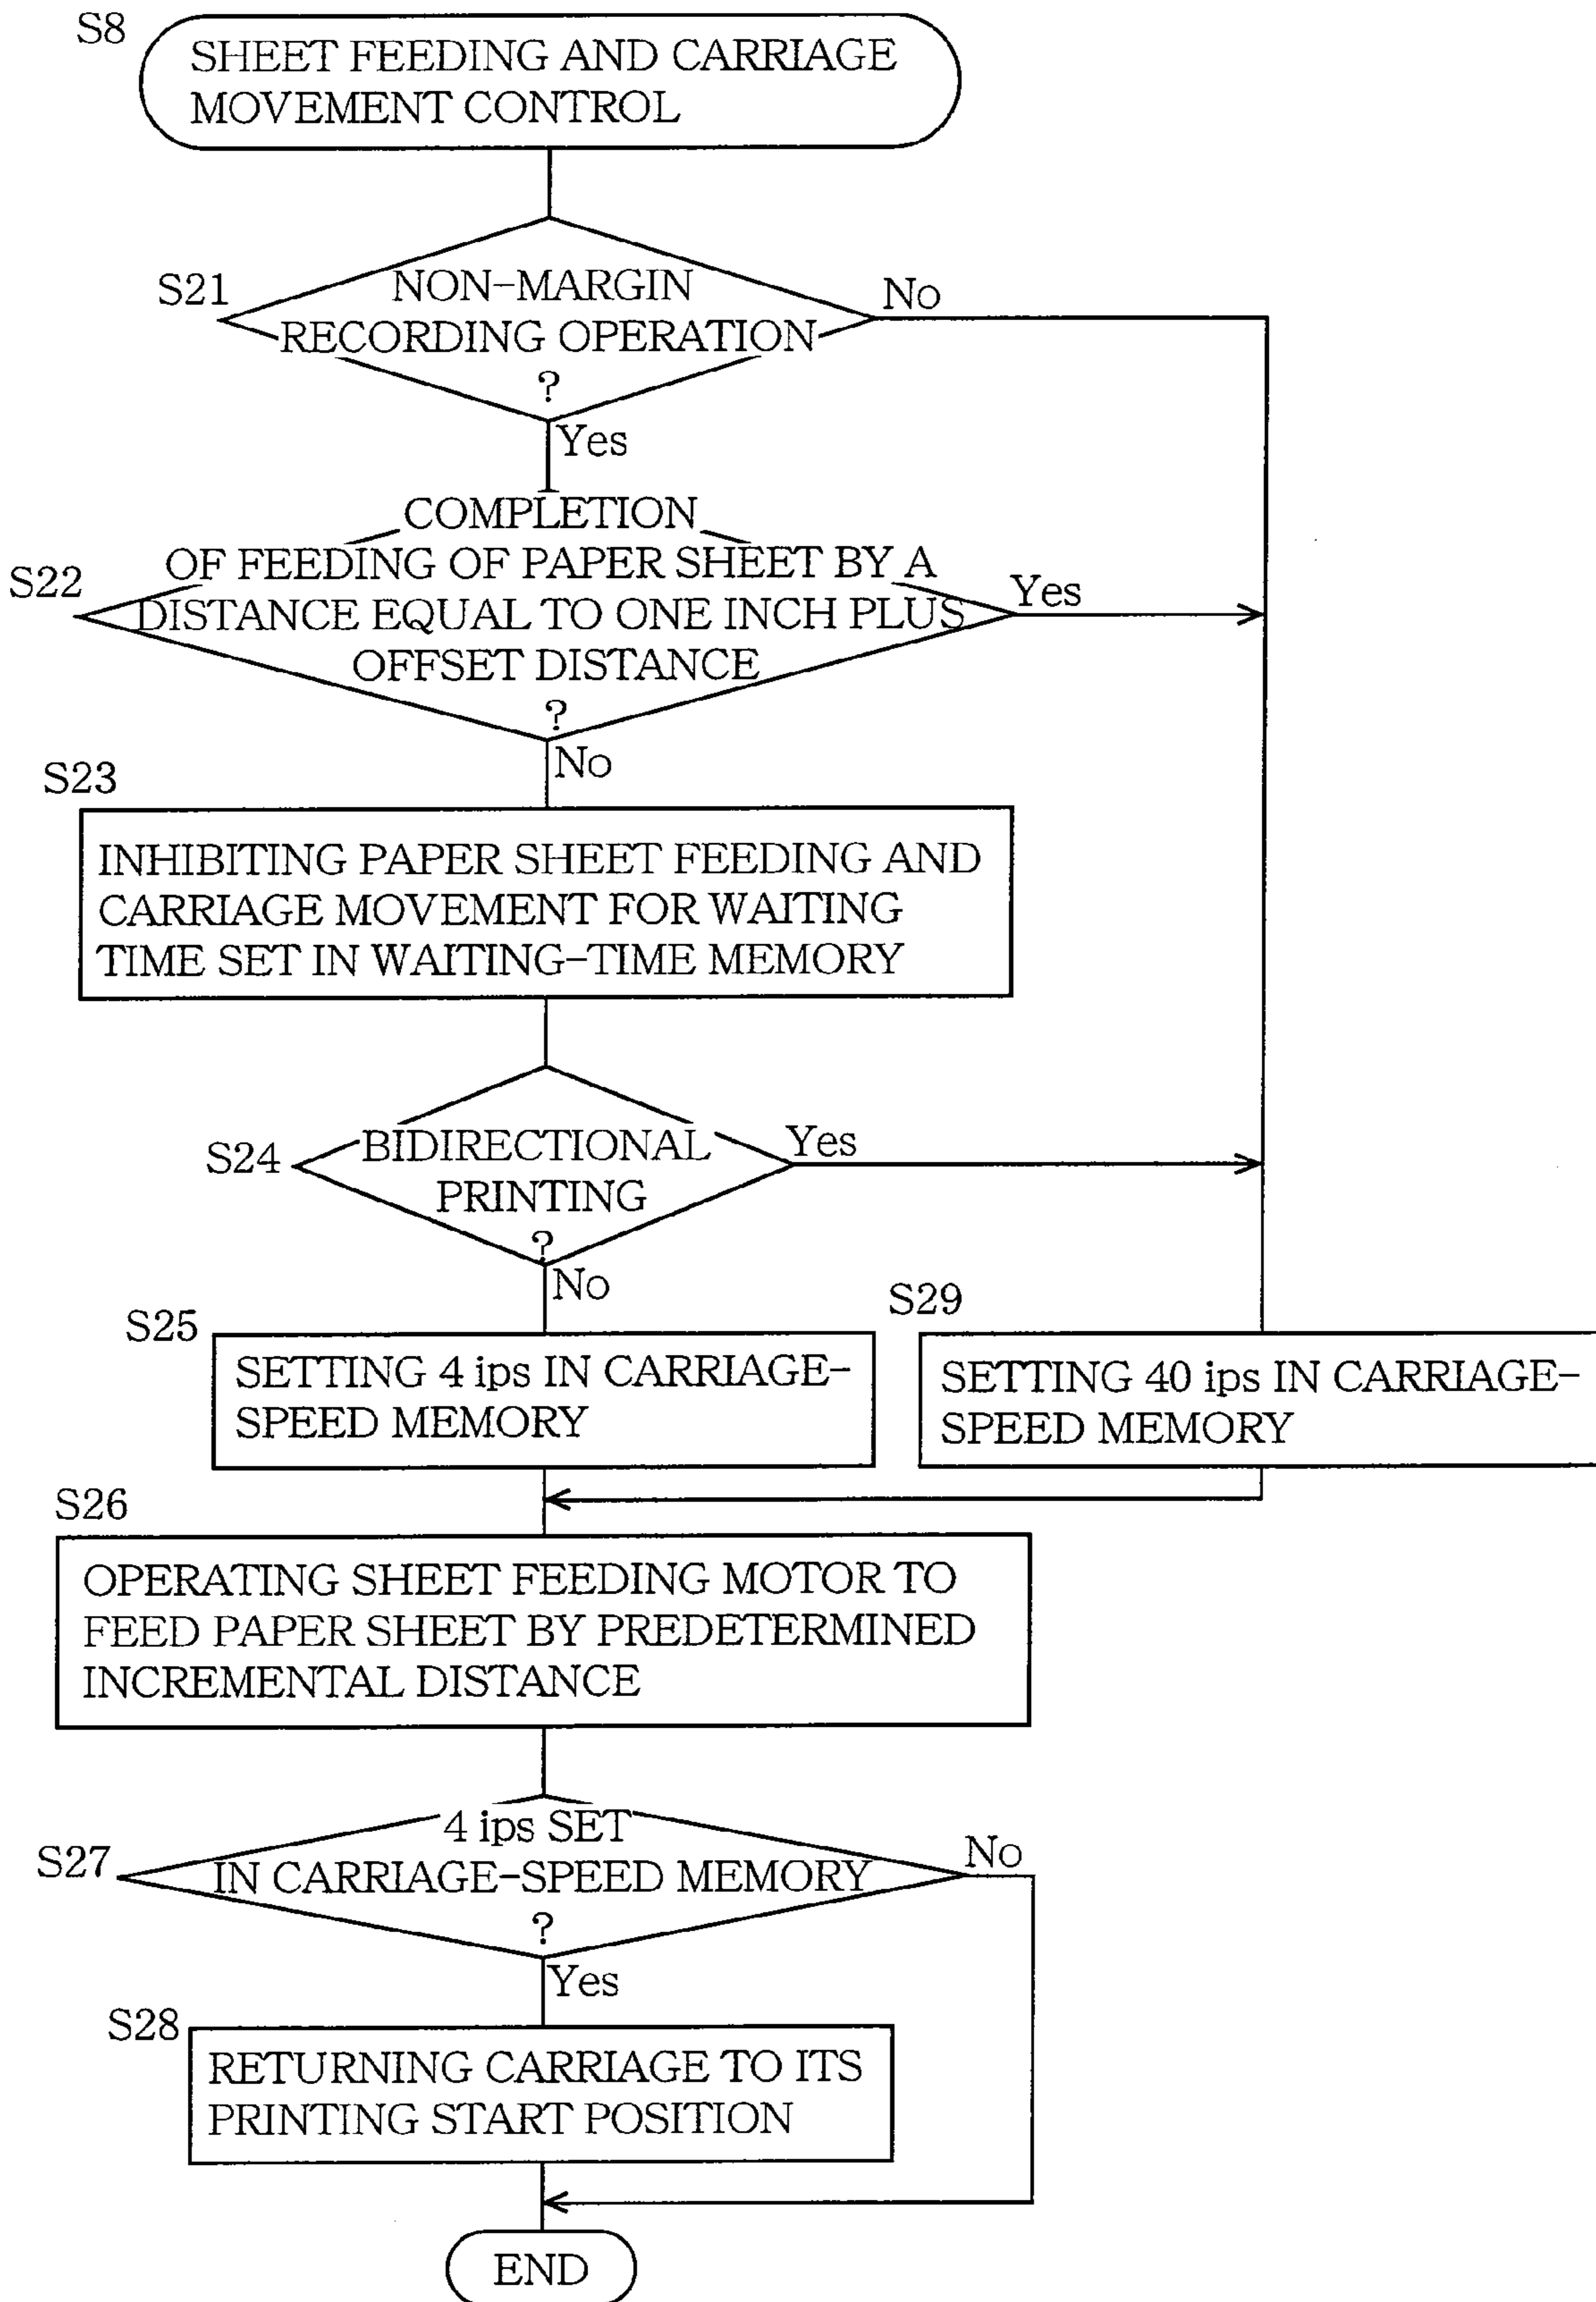 S8
SHEET FEEDING AND CARRIAGE
MOVEMENT CONTROL
S21
NON-MARGIN
RECORDING OPERATION
?
No
Yes
S22
COMPLETION
OF FEEDING OF PAPER SHEET BY A
DISTANCE EQUAL TO ONE INCH PLUS
OFFSET DISTANCE
?
Yes
No
S23
INHIBITING PAPER SHEET FEEDING AND
CARRIAGE MOVEMENT FOR WAITING
TIME SET IN WAITING-TIME MEMORY
S24
BIDIRECTIONAL
PRINTING
?
Yes
No
S25
SETTING 4 ips IN CARRIAGE-
SPEED MEMORY
S29
SETTING 40 ips IN CARRIAGE-
SPEED MEMORY
S26
OPERATING SHEET FEEDING MOTOR TO
FEED PAPER SHEET BY PREDETERMINED
INCREMENTAL DISTANCE
S27
4 ips SET
IN CARRIAGE-SPEED MEMORY
?
No
Yes
S28
RETURNING CARRIAGE TO ITS
PRINTING START POSITION
END